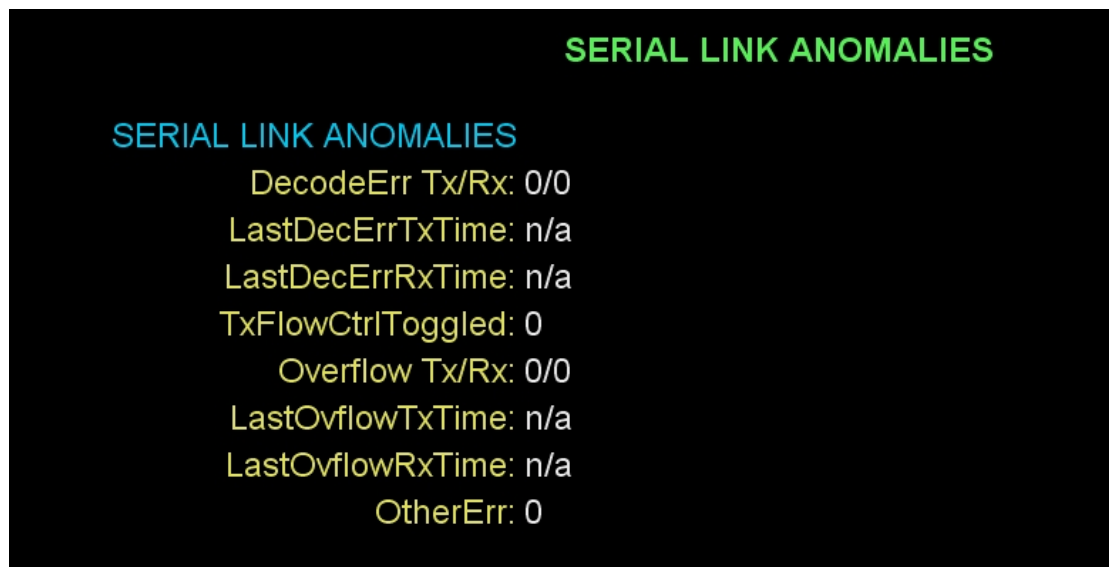 SERIAL LINK ANOMALIES
SERIAL LINK ANOMALIES
DecodeErr Tx/Rx: 0/0
LastDecErrTxTime: n/a
LastDecErrRxTime: n/a
TxFlowCtrlToggled: 0
Overflow Tx/Rx: 0/0
LastOvflowTxTime: n/a
LastOvflowRxTime: n/a
OtherErr: 0